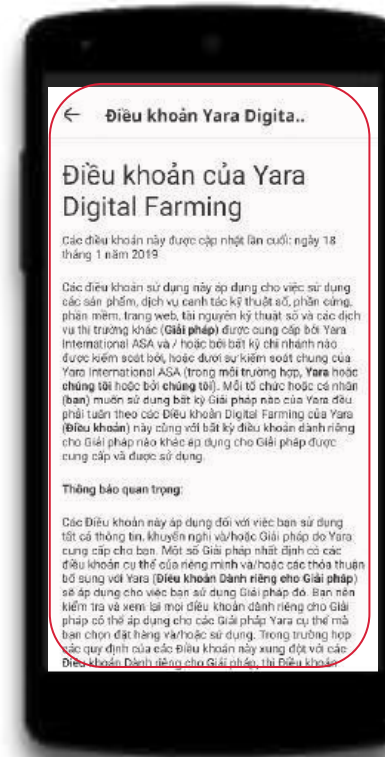 Điều khoản Yara Digita..
Điều khoản của Yara
Digital Farming
Các điều khoản này được cập nhật lần cuối: ngày 18
tháng 1 năm 2019
Các điều khoản sử dụng này áp dụng cho việc sử dụng
các sản phẩm, dịch vụ canh tác kỹ thuật số, phần cứng,
phần mềm, trang web, tài nguyên kỹ thuật số và các dịch
vụ thị trường khác (Giải pháp) được cung cấp bởi Yara
International ASA và / hoặc bởi bất kỳ chi nhánh nào
được kiểm soát bởi, hoặc dưới sự kiểm soát chung của
Yara International ASA (trong mỗi trường hợp, Yara hoặc
chúng tôi hoặc bởi chúng tôi). Mỗi tổ chức hoặc cá nhân
(bạn) muốn sử dụng bất kỳ Giải pháp nào của Yara đều
phải tuân theo các Điều khoản Digital Farming của Yara
(Điều khoản) này cùng với bất kỳ điều khoản dành riêng
cho Giải pháp nào khác áp dụng cho Giải pháp được
cung cấp và được sử dụng.
Thông báo quan trọng:
Các Điều khoản này áp dụng đối với việc bạn sử dụng
tất cả thông tin, khuyến nghị và/hoặc Giải pháp do Yara
cung cấp cho bạn. Một số Giải pháp nhất định có các
điều khoản cụ thể của riêng mình và/hoặc các thỏa thuận
bổ sung với Yara (Điều khoản Dành riêng cho Giải pháp)
sẽ áp dụng cho việc bạn sử dụng Giải pháp đó. Bạn nên
kiểm tra và xem lại mọi điều khoản dành riêng cho Giải
pháp có thể áp dụng cho các Giải pháp Yara cụ thể mà
bạn chọn đặt hàng và/hoặc sử dụng. Trong trường hợp
các quy định của các Điều khoản này xung đột với các
Điều khoản Dành riêng cho Giải pháp, thì Điều khoản